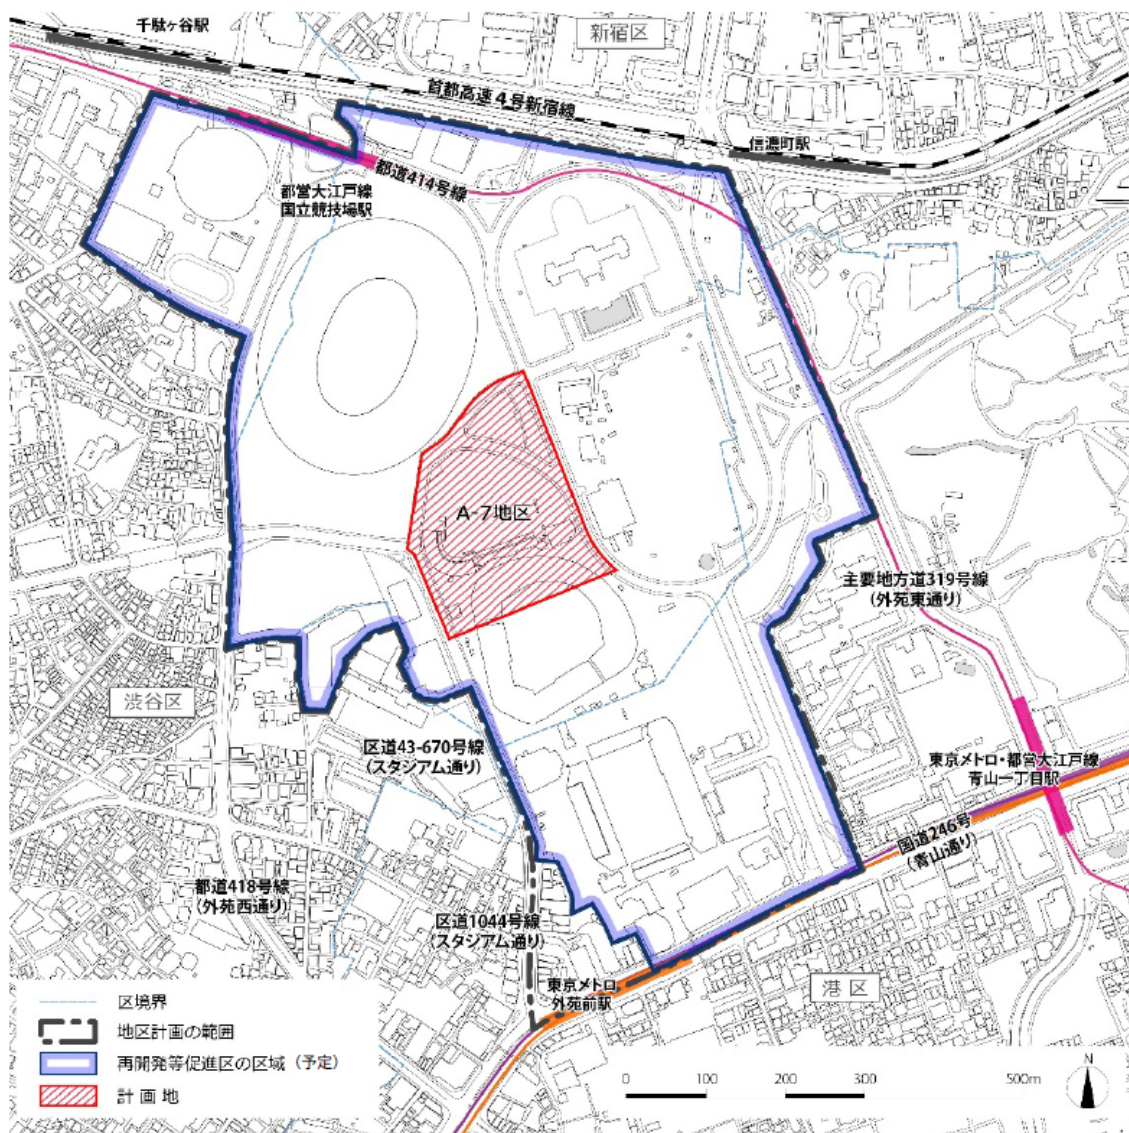 千駄ヶ谷駅
新宿区
首都高速4号新宿線
信濃町駅
都道414号線
都営大江戸線
国立競技場駅
A-7地区
主要地方道319号線
(外苑東通り)
渋谷区
区道43-670号線
(スタジアム通り)
東京メトロ・都営大江戸線
青山一丁目駅
国道246号
(青山通り)
都道418号線
(外苑西通り)
区道1044号線
(スタジアム通り)
東京メトロ
外苑前駅
港区
区境界
地区計画の範囲
再開発等促進区の区域 (予定)
計画地
0 100 200 300 500m
N